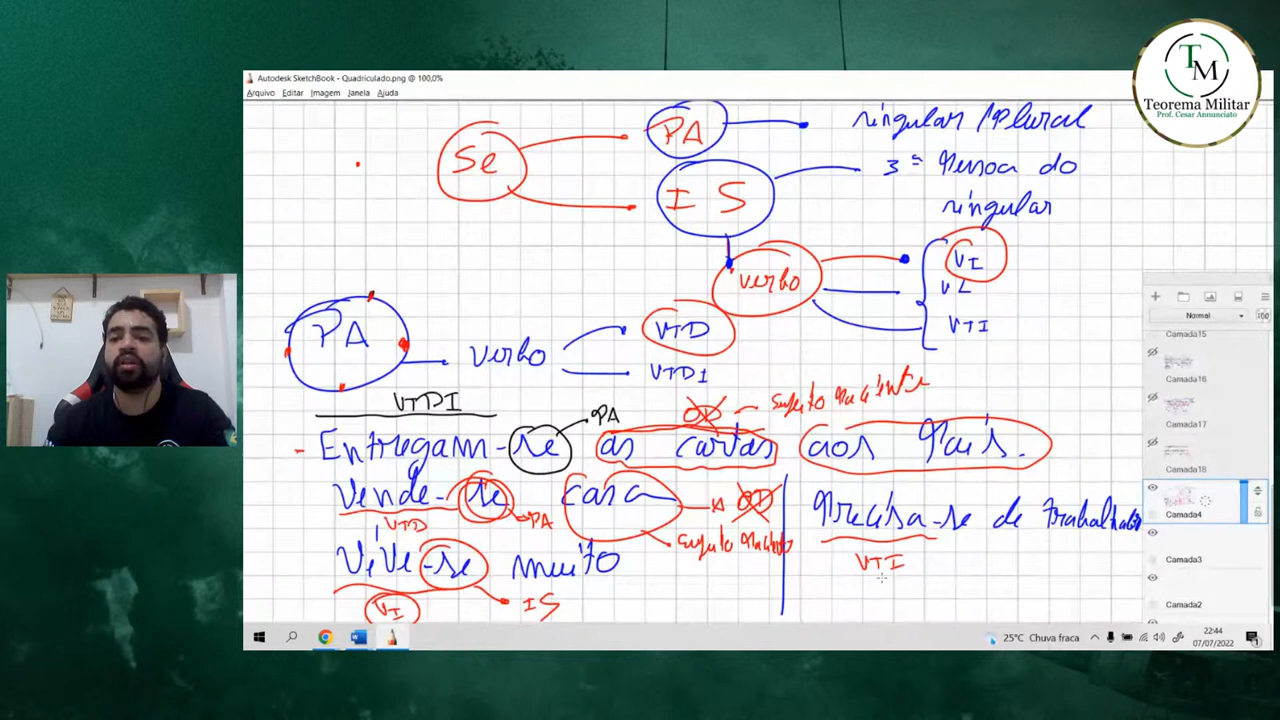 TM
Teorema Militar
Prof. Cesar Annunciato
Autodesk SketchBook - Quadriculado.png @ 100,0%
Arquivo Editar Imagem Janela Ajuda
Se
PA
singular / plural
I S
3ª Pessoa do
singular
verbo
VI
VL
VTI
PA
verbo
VTD
VTDI
VTDI
PA
OD - sujeito Paciente
- Entregam-se as cartas aos Pais.
Vende-se casa
VTD
PA
OD
sujeito Paciente
Vive-se muito
VI
IS
Precisa-se de
VTI
Normal
100
Camada15
Camada16
Camada17
Camada18
Camada4
Camada3
Camada2
25°C Chuva fraca
22:44
07/07/2022